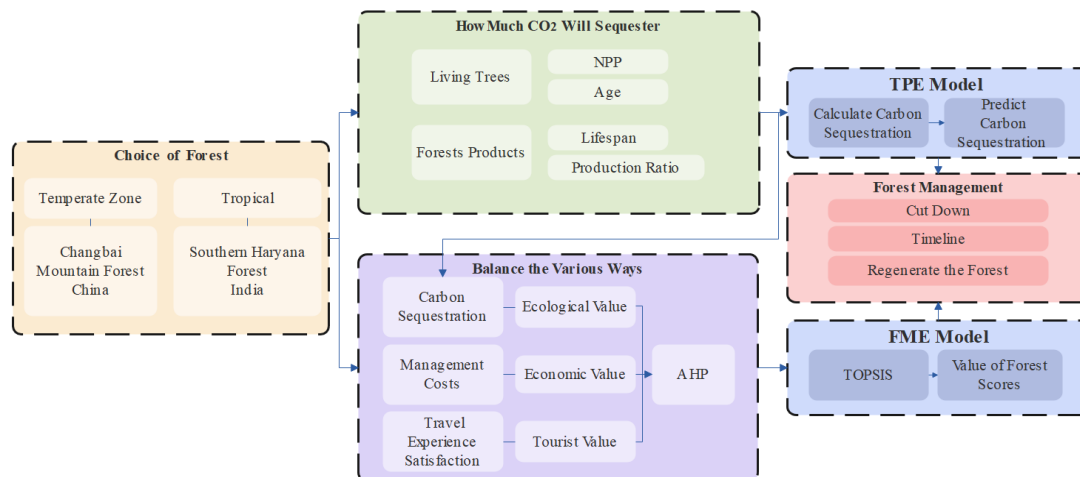 Choice of Forest
Temperate Zone
Tropical
Changbai
Mountain Forest
China
Southern Haryana
Forest
India
How Much CO2 Will Sequester
Living Trees
NPP
Age
Forests Products
Lifespan
Production Ratio
Balance the Various Ways
Carbon
Sequestration
Ecological Value
Management
Costs
Economic Value
AHP
Travel
Experience
Satisfaction
Tourist Value
TPE Model
Calculate Carbon
Sequestration
Predict
Carbon
Sequestration
Forest Management
Cut Down
Timeline
Regenerate the Forest
FME Model
TOPSIS
Value of Forest
Scores